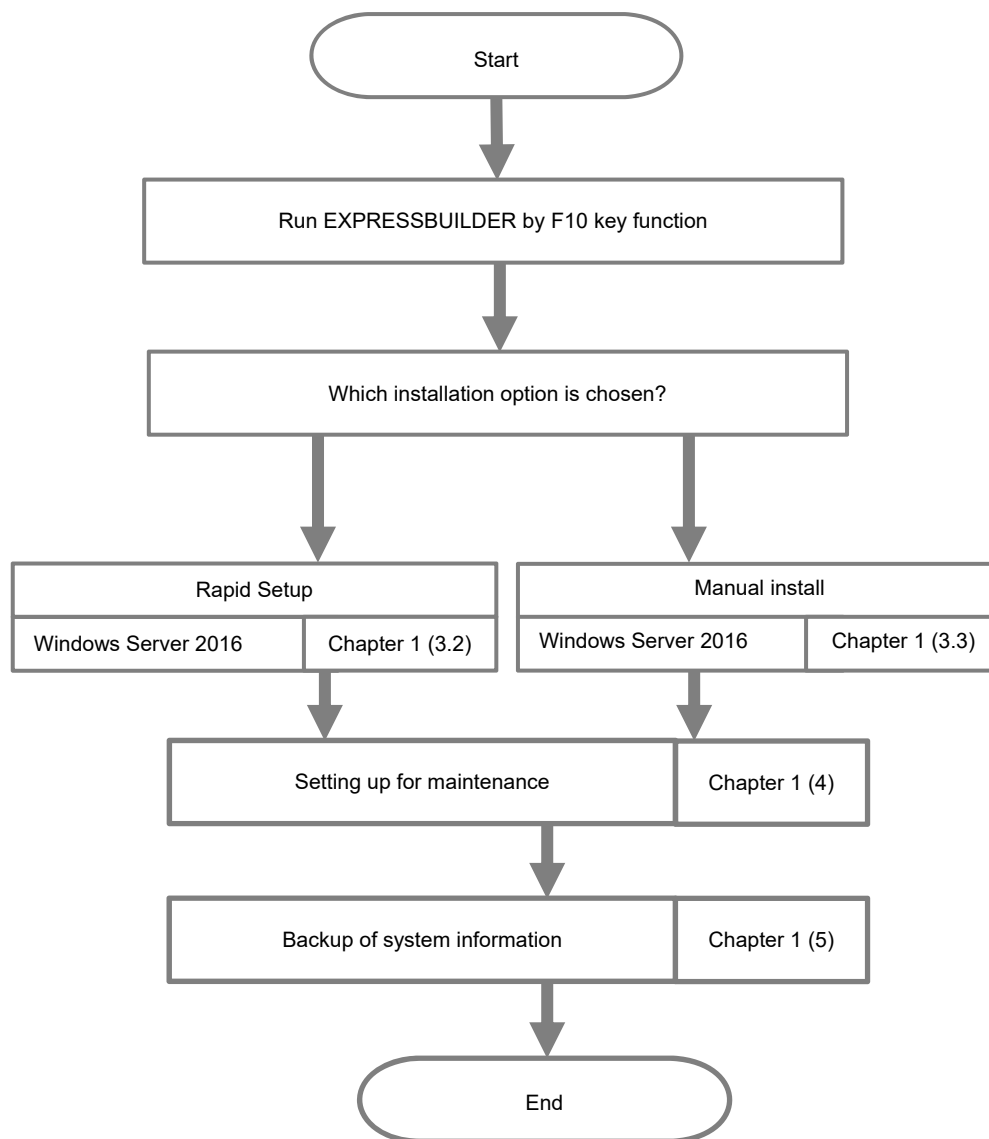 Start
Run EXPRESSBUILDER by F10 key function
Which installation option is chosen?
Rapid Setup
Windows Server 2016
Chapter 1 (3.2)
Manual install
Windows Server 2016
Chapter 1 (3.3)
Setting up for maintenance
Chapter 1 (4)
Backup of system information
Chapter 1 (5)
End